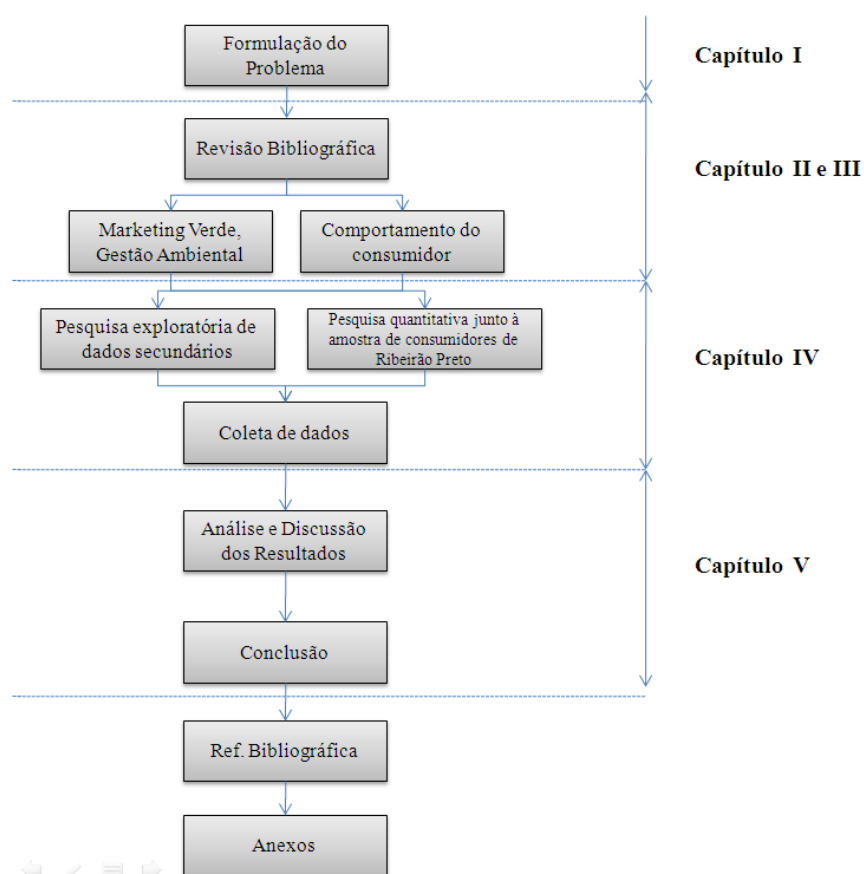 Formulação do
Problema
Capítulo I
Revisão Bibliográfica
Capítulo II e III
Marketing Verde,
Gestão Ambiental
Comportamento do
consumidor
Pesquisa exploratória de
dados secundários
Pesquisa quantitativa junto à
amostra de consumidores de
Ribeirão Preto
Capítulo IV
Coleta de dados
Análise e Discussão
dos Resultados
Capítulo V
Conclusão
Ref. Bibliográfica
Anexos